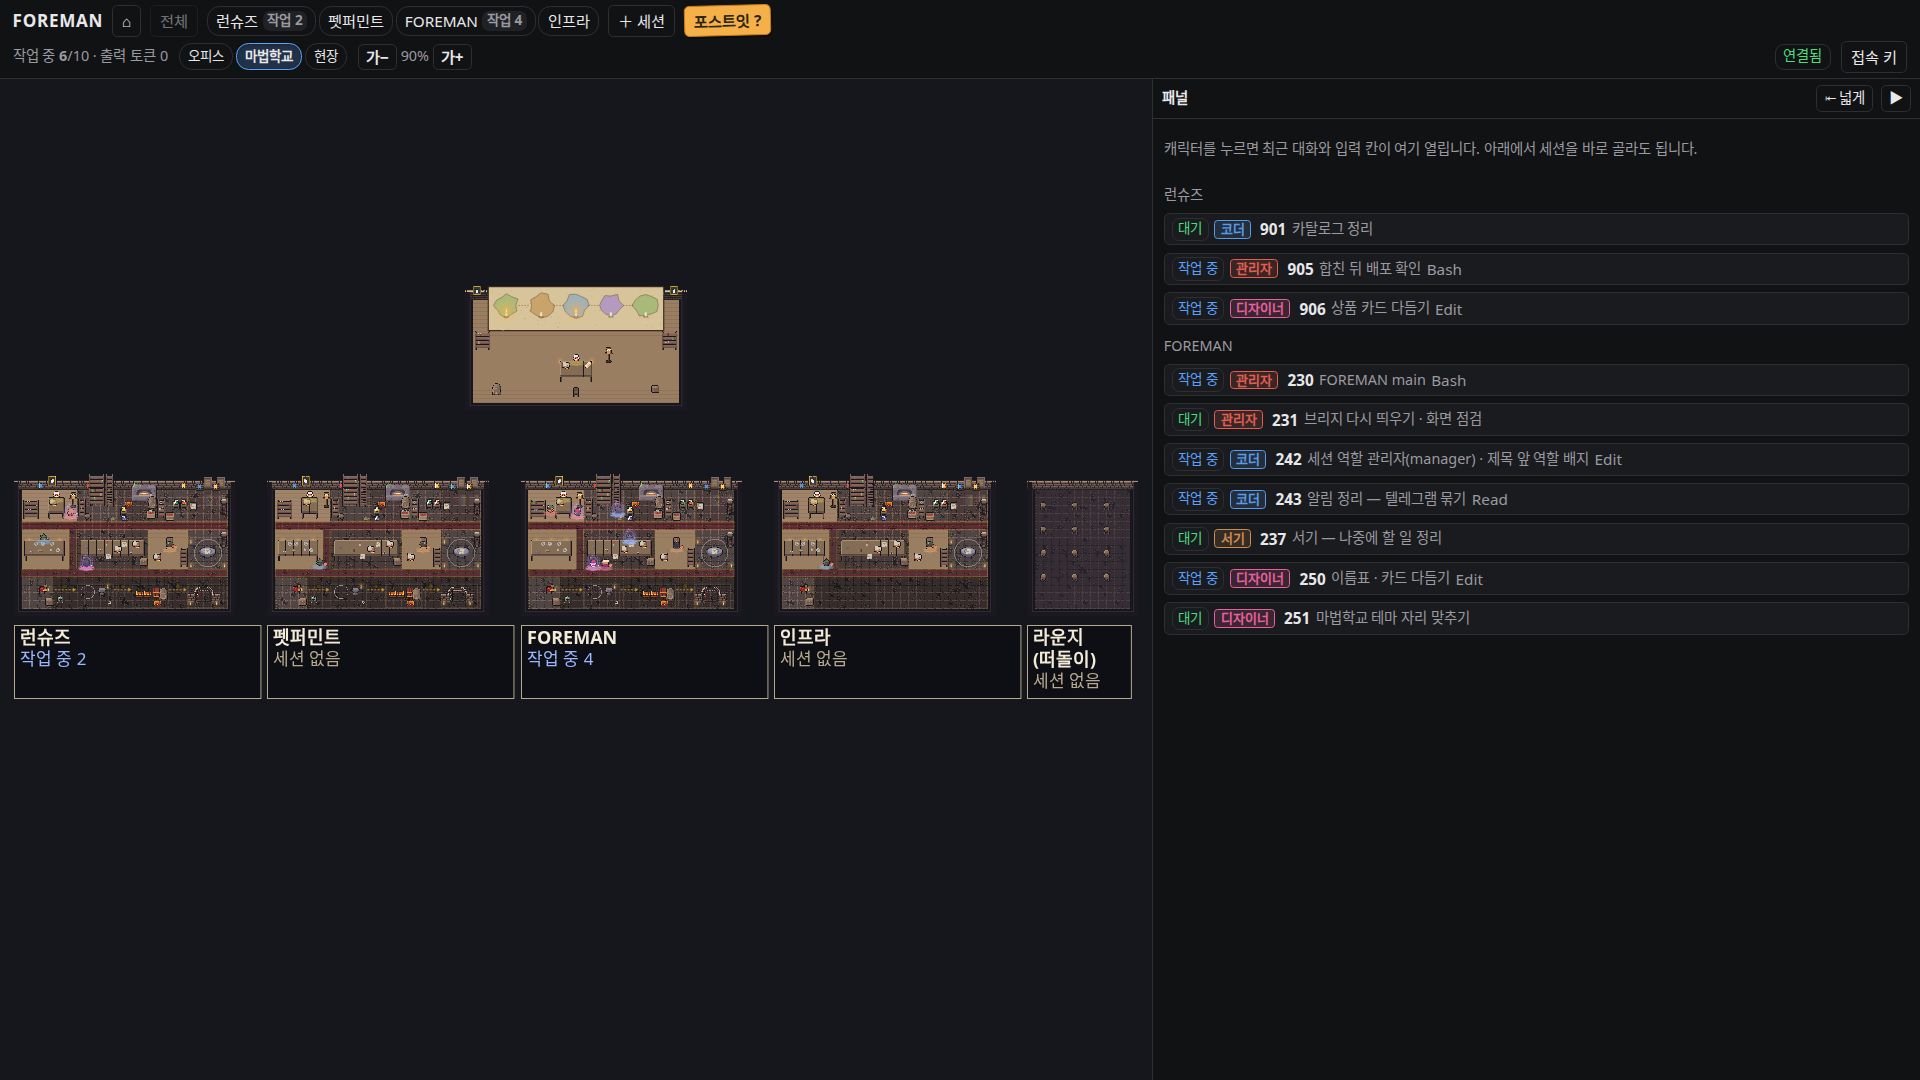 FOREMAN ⌂ 전체 런슈즈 작업 2 펫퍼민트 FOREMAN 작업 4 인프라 ＋ 세션 포스트잇 ?
작업 중 6/10 · 출력 토큰 0 오피스 마법학교 현장 가− 90% 가+ 연결됨 접속 키
패널 ⇤ 넓게 ▶
캐릭터를 누르면 최근 대화와 입력 칸이 여기 열립니다. 아래에서 세션을 바로 골라도 됩니다.
런슈즈
대기 코더 901 카탈로그 정리
작업 중 관리자 905 합친 뒤 배포 확인 Bash
작업 중 디자이너 906 상품 카드 다듬기 Edit
FOREMAN
작업 중 관리자 230 FOREMAN main Bash
대기 관리자 231 브리지 다시 띄우기 · 화면 점검
작업 중 코더 242 세션 역할 관리자(manager) · 제목 앞 역할 배지 Edit
작업 중 코더 243 알림 정리 — 텔레그램 묶기 Read
대기 서기 237 서기 — 나중에 할 일 정리
작업 중 디자이너 250 이름표 · 카드 다듬기 Edit
대기 디자이너 251 마법학교 테마 자리 맞추기
런슈즈
작업 중 2
펫퍼민트
세션 없음
FOREMAN
작업 중 4
인프라
세션 없음
라운지
(떠돌이)
세션 없음